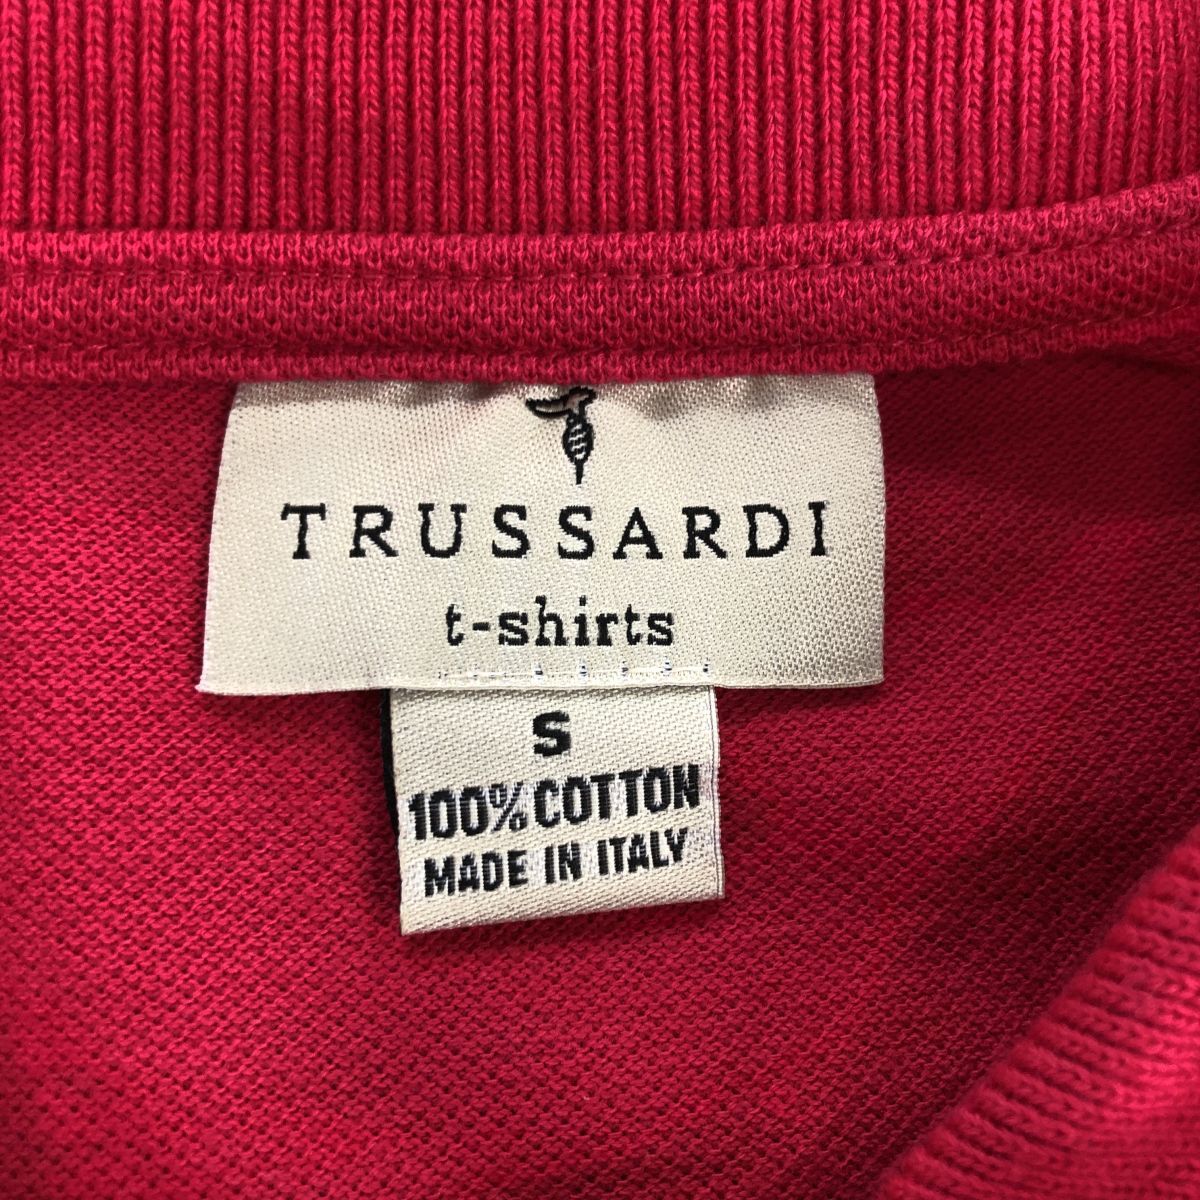 TRUSSARDI
t-shirts
S
100% COTTON
MADE IN ITALY